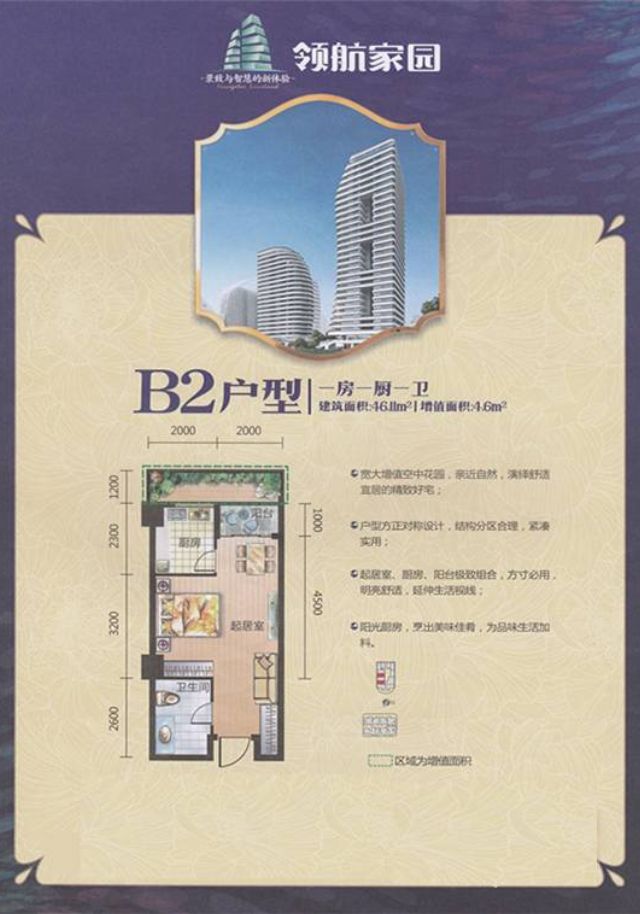 领航家园
景致与智慧的新体验
B2户型
一房一厨一卫
建筑面积:46.11m² | 增值面积:4.6m²
2000 2000
1200
2300
3200
2600
1000
4500
阳台
厨房
起居室
卫生间
宽大增值空中花园，亲近自然，演绎舒适
宜居的精致好宅；
户型方正对称设计，结构分区合理，紧凑
实用；
起居室、厨房、阳台极致组合，方寸必用，
明亮舒适，延伸生活视线；
阳光厨房，烹出美味佳肴，为品味生活加
料。
区域为增值面积